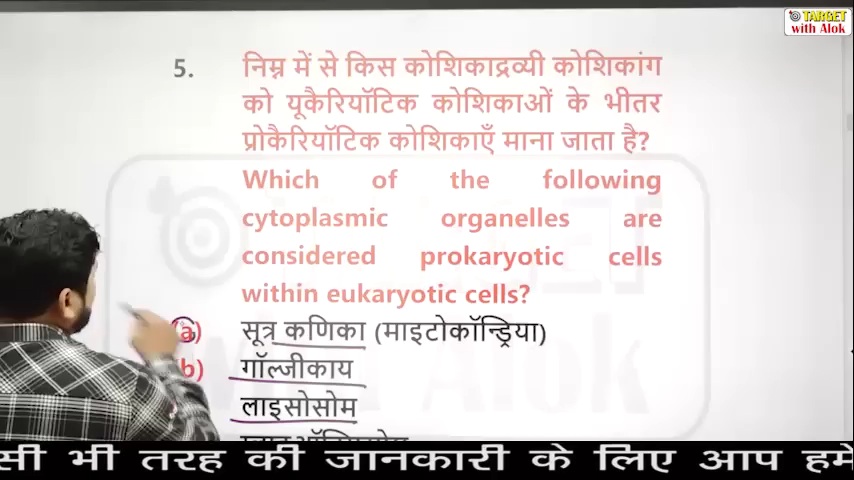 TARGET
with Alok
5. निम्न में से किस कोशिकाद्रव्यी कोशिकांग
को यूकैरियॉटिक कोशिकाओं के भीतर
प्रोकैरियॉटिक कोशिकाएँ माना जाता है?
Which of the following
cytoplasmic organelles are
considered prokaryotic cells
within eukaryotic cells?
(a) सूत्र कणिका (माइटोकॉन्ड्रिया)
(b) गॉल्जीकाय
लाइसोसोम
सी भी तरह की जानकारी के लिए आप हमे